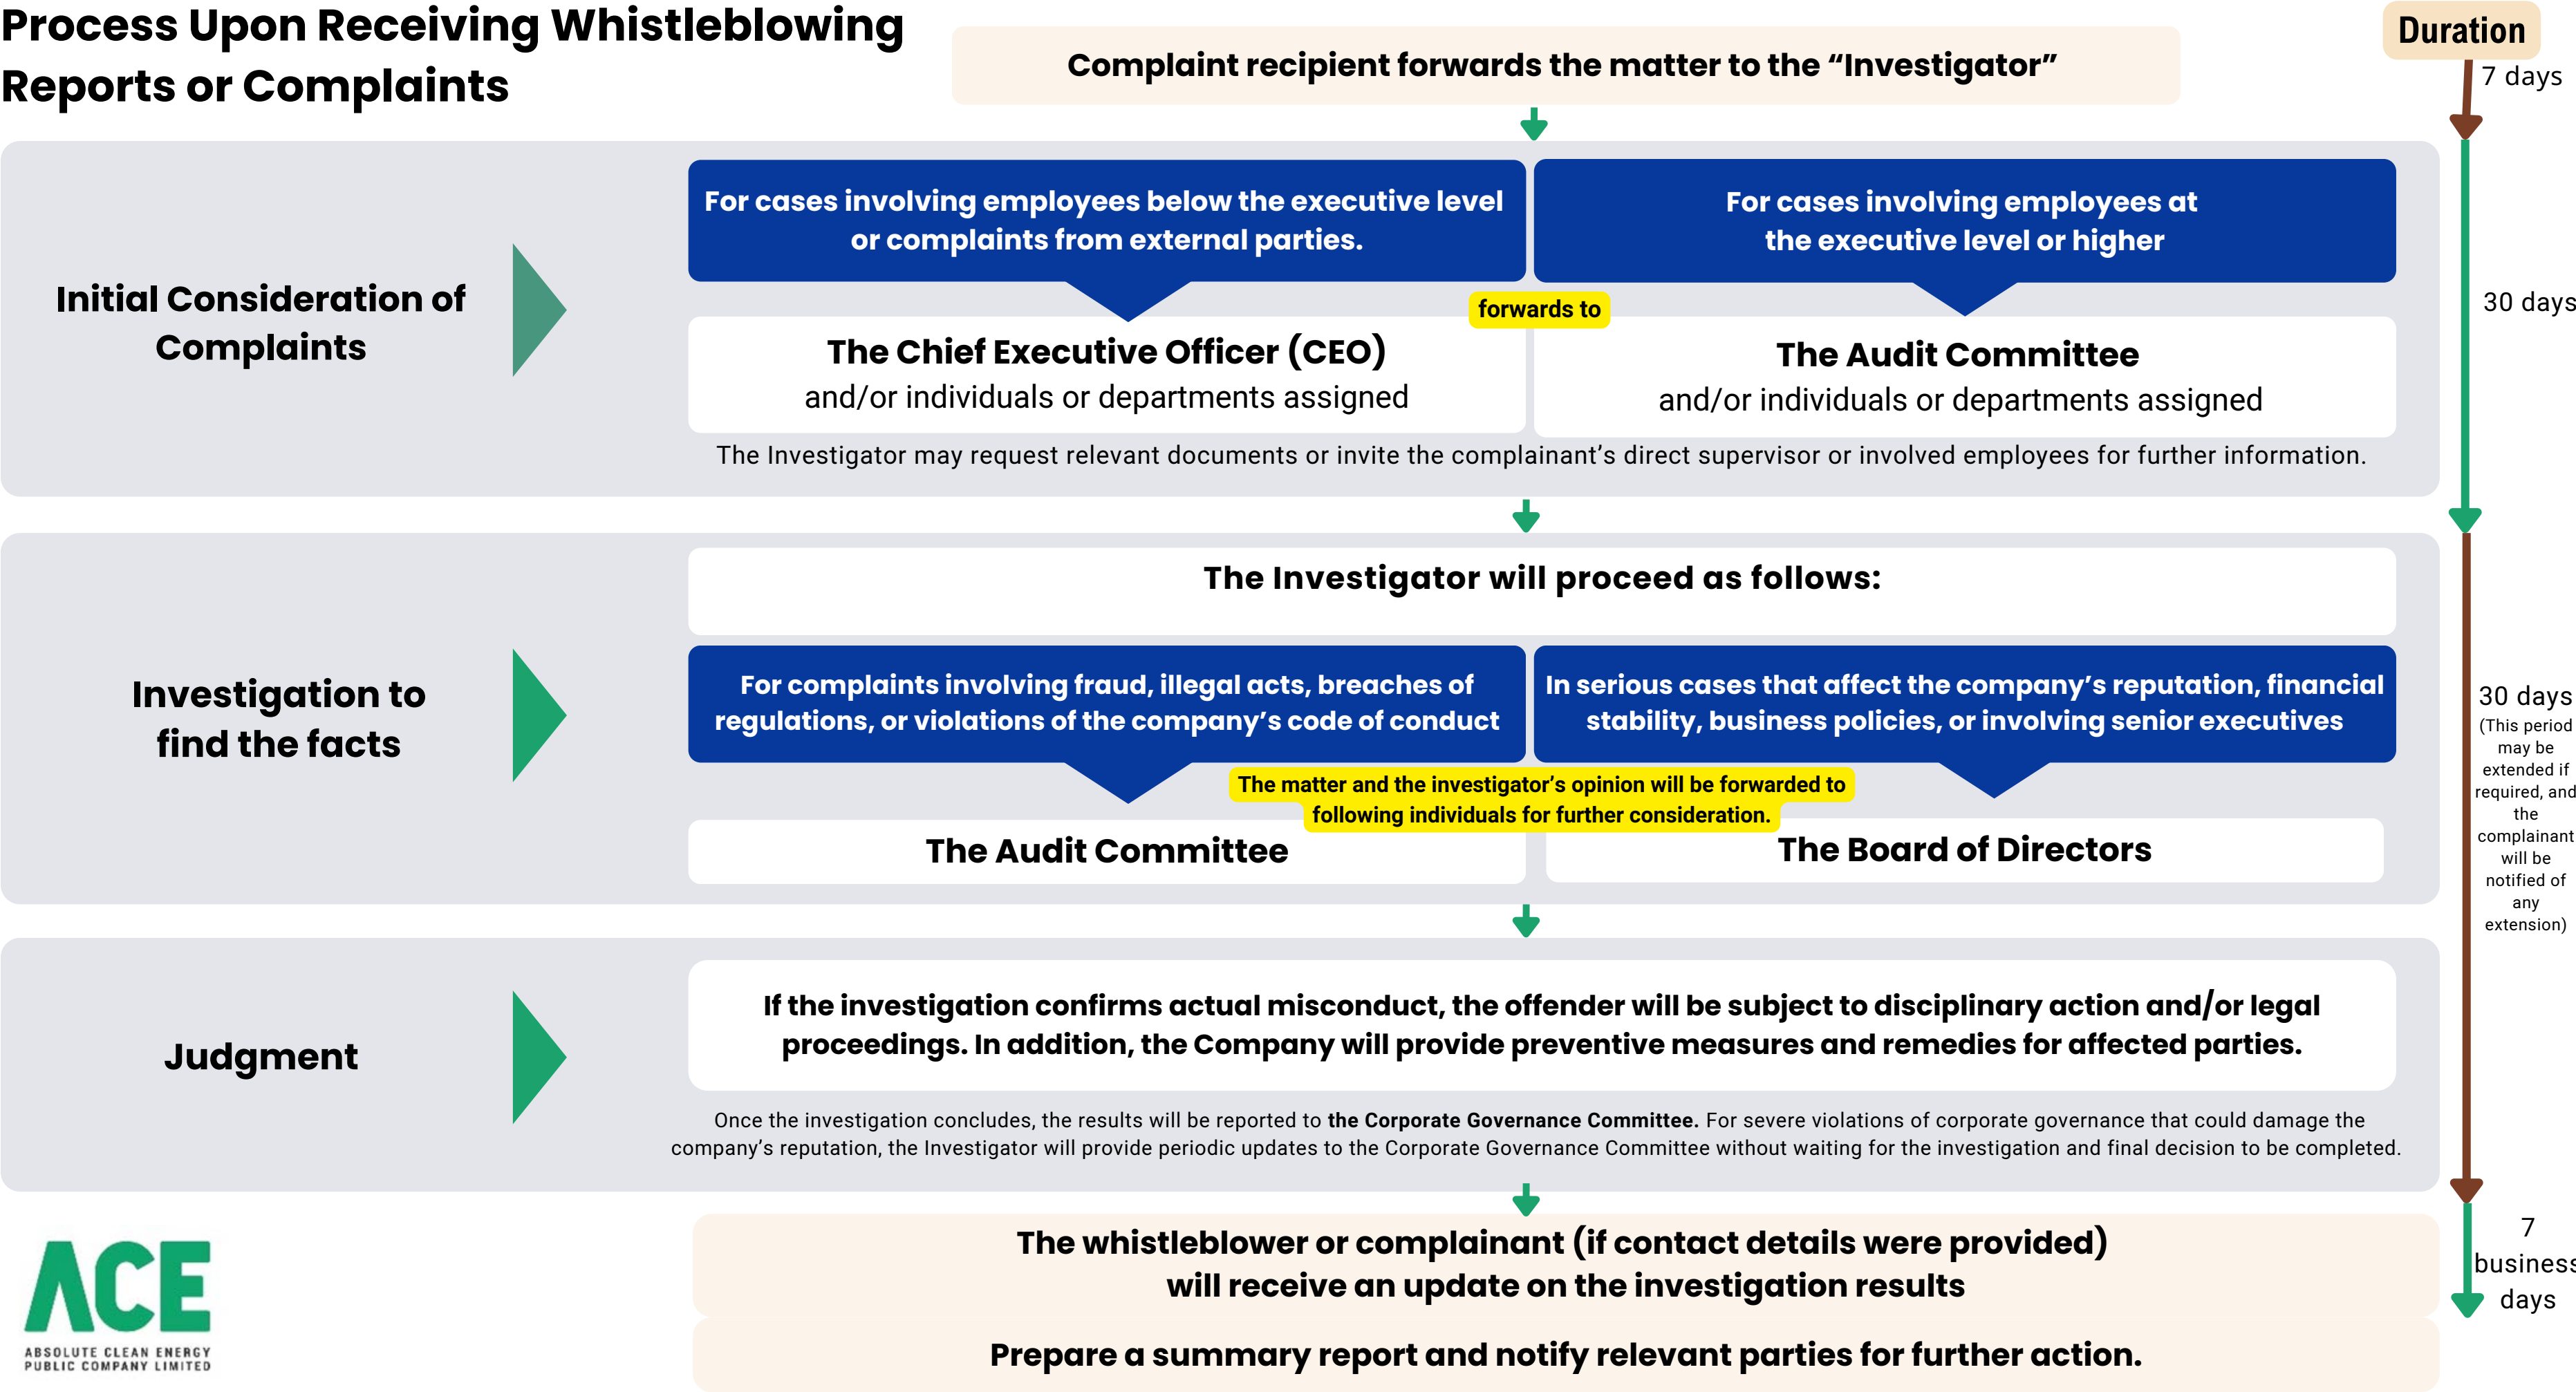 Process Upon Receiving Whistleblowing
Reports or Complaints
Complaint recipient forwards the matter to the “Investigator”
Duration
7 days
Initial Consideration of
Complaints
For cases involving employees below the executive level
or complaints from external parties.
For cases involving employees at
the executive level or higher
forwards to
The Chief Executive Officer (CEO)
and/or individuals or departments assigned
The Audit Committee
and/or individuals or departments assigned
The Investigator may request relevant documents or invite the complainant’s direct supervisor or involved employees for further information.
30 days
Investigation to
find the facts
The Investigator will proceed as follows:
For complaints involving fraud, illegal acts, breaches of
regulations, or violations of the company’s code of conduct
In serious cases that affect the company’s reputation, financial
stability, business policies, or involving senior executives
The matter and the investigator’s opinion will be forwarded to
following individuals for further consideration.
The Audit Committee
The Board of Directors
30 days
(This period
may be
extended if
required, and
the
complainant
will be
notified of
any
extension)
Judgment
If the investigation confirms actual misconduct, the offender will be subject to disciplinary action and/or legal
proceedings. In addition, the Company will provide preventive measures and remedies for affected parties.
Once the investigation concludes, the results will be reported to the Corporate Governance Committee. For severe violations of corporate governance that could damage the
company’s reputation, the Investigator will provide periodic updates to the Corporate Governance Committee without waiting for the investigation and final decision to be completed.
The whistleblower or complainant (if contact details were provided)
will receive an update on the investigation results
7
business
days
Prepare a summary report and notify relevant parties for further action.
ACE
ABSOLUTE CLEAN ENERGY
PUBLIC COMPANY LIMITED